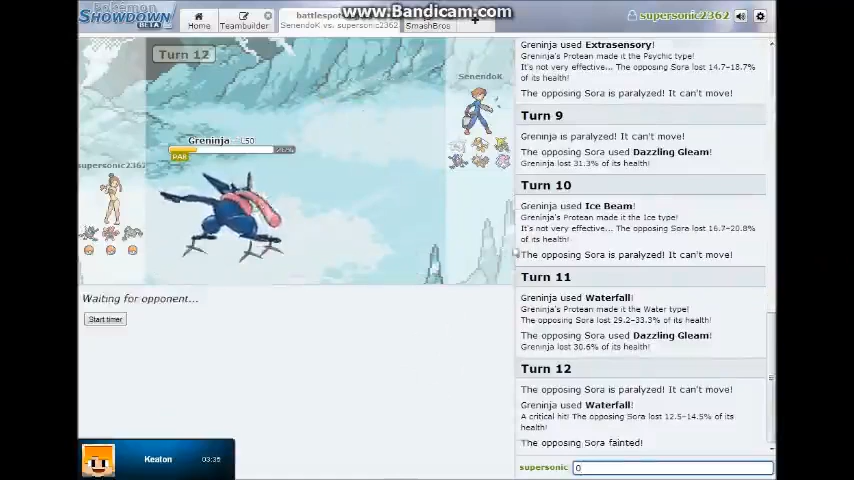 www.Bandicam.com
Pokémon
SHOWDOWN
BETA
Home
Teambuilder
SenendoK vs. supersonic2362
SmashBros
supersonic2362
Turn 12
SenendoK
Greninja L50
PAR
supersonic2362
Waiting for opponent...
Start timer
Keaton 03:35
Greninja used Extrasensory!
Greninja's Protean made it the Psychic type!
It's not very effective... The opposing Sora lost 14.7–18.7%
of its health!
The opposing Sora is paralyzed! It can't move!
Turn 9
Greninja is paralyzed! It can't move!
The opposing Sora used Dazzling Gleam!
Greninja lost 31.3% of its health!
Turn 10
Greninja used Ice Beam!
Greninja's Protean made it the Ice type!
It's not very effective... The opposing Sora lost 16.7–20.8%
of its health!
The opposing Sora is paralyzed! It can't move!
Turn 11
Greninja used Waterfall!
Greninja's Protean made it the Water type!
The opposing Sora lost 29.2–33.3% of its health!
The opposing Sora used Dazzling Gleam!
Greninja lost 30.6% of its health!
Turn 12
The opposing Sora is paralyzed! It can't move!
Greninja used Waterfall!
A critical hit! The opposing Sora lost 12.5–14.5% of its
health!
The opposing Sora fainted!
supersonic 0